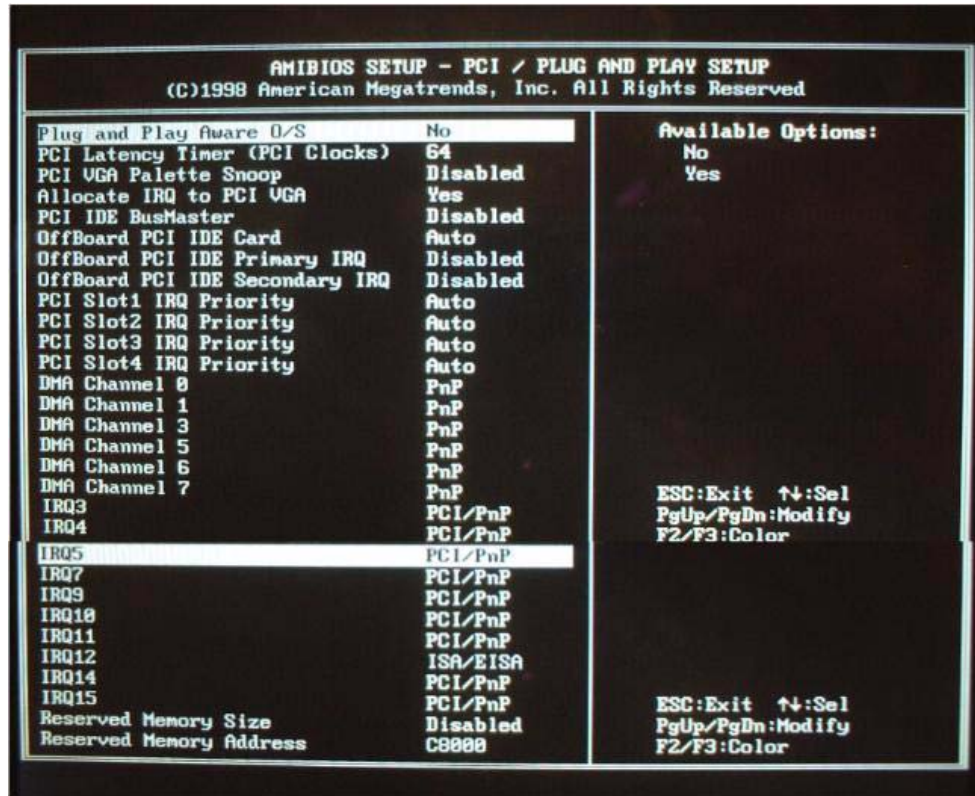 AMIBIOS SETUP - PCI / PLUG AND PLAY SETUP
(C)1998 American Megatrends, Inc. All Rights Reserved
Plug and Play Aware O/S No
PCI Latency Timer (PCI Clocks) 64
PCI VGA Palette Snoop Disabled
Allocate IRQ to PCI VGA Yes
PCI IDE BusMaster Disabled
OffBoard PCI IDE Card Auto
OffBoard PCI IDE Primary IRQ Disabled
OffBoard PCI IDE Secondary IRQ Disabled
PCI Slot1 IRQ Priority Auto
PCI Slot2 IRQ Priority Auto
PCI Slot3 IRQ Priority Auto
PCI Slot4 IRQ Priority Auto
DMA Channel 0 PnP
DMA Channel 1 PnP
DMA Channel 3 PnP
DMA Channel 5 PnP
DMA Channel 6 PnP
DMA Channel 7 PnP
IRQ3 PCI/PnP
IRQ4 PCI/PnP
IRQ5 PCI/PnP
IRQ7 PCI/PnP
IRQ9 PCI/PnP
IRQ10 PCI/PnP
IRQ11 PCI/PnP
IRQ12 ISA/EISA
IRQ14 PCI/PnP
IRQ15 PCI/PnP
Reserved Memory Size Disabled
Reserved Memory Address C8000
Available Options:
No
Yes
ESC:Exit ↑↓:Sel
PgUp/PgDn:Modify
F2/F3:Color
ESC:Exit ↑↓:Sel
PgUp/PgDn:Modify
F2/F3:Color